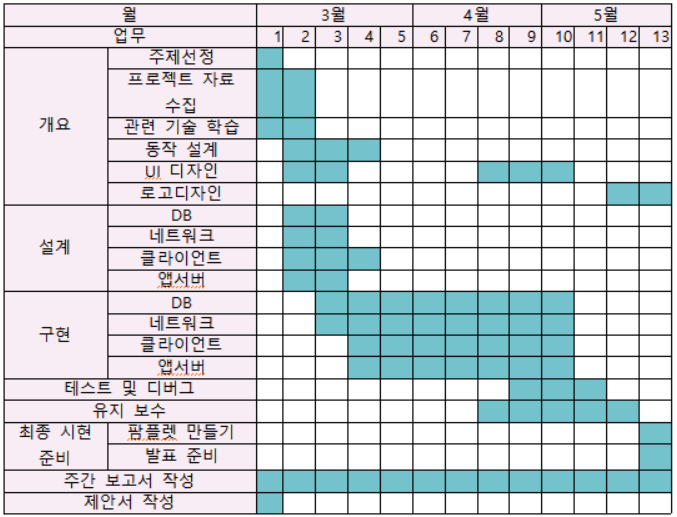 월 3월 4월 5월
업무 1 2 3 4 5 6 7 8 9 10 11 12 13
개요
주제선정
프로젝트 자료
수집
관련 기술 학습
동작 설계
UI 디자인
로고디자인
설계
DB
네트워크
클라이언트
앱서버
구현
DB
네트워크
클라이언트
앱서버
테스트 및 디버그
유지 보수
최종 시현
준비
팜플렛 만들기
발표 준비
주간 보고서 작성
제안서 작성